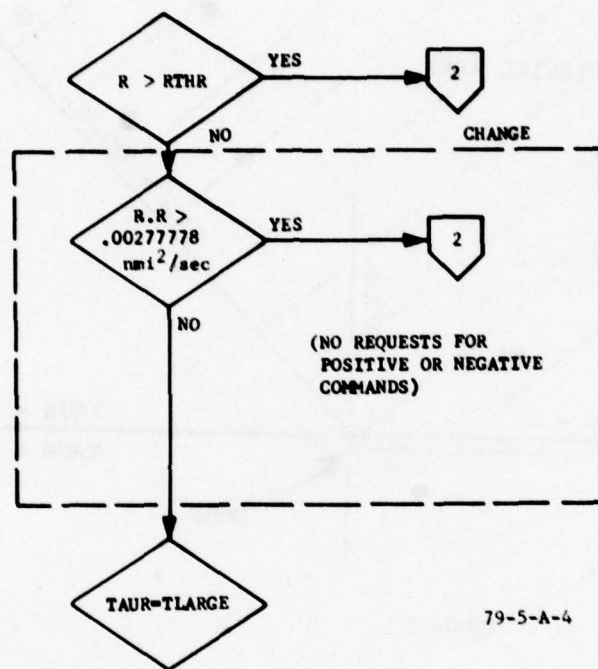 R > RTHR
YES
2
NO
CHANGE
R.R >
.00277778
nmi²/sec
YES
2
NO
(NO REQUESTS FOR
POSITIVE OR NEGATIVE
COMMANDS)
TAUR=TLARGE
79-5-A-4